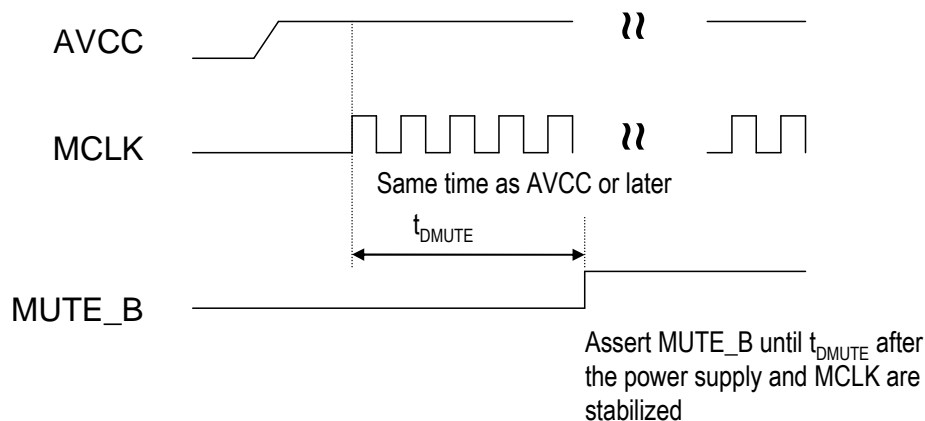 AVCC
MCLK
Same time as AVCC or later
tDMUTE
MUTE_B
Assert MUTE_B until tDMUTE after
the power supply and MCLK are
stabilized